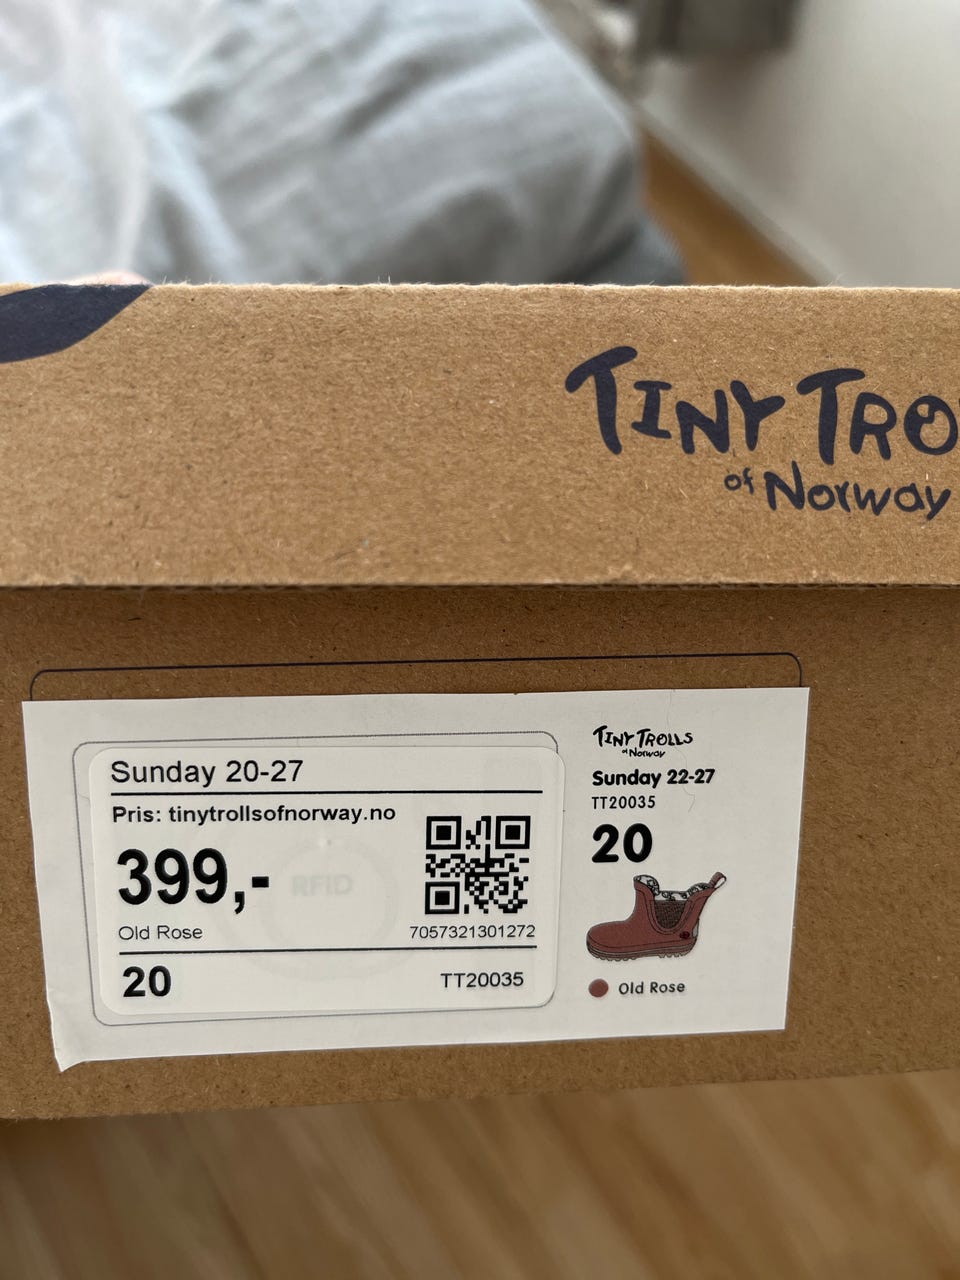 TINY TRO
of Norway
Sunday 20-27
Pris: tinytrollsofnorway.no
399,-
RFID
Old Rose
7057321301272
20
TT20035
TINY TROLLS
of Norway
Sunday 22-27
TT20035
20
Old Rose